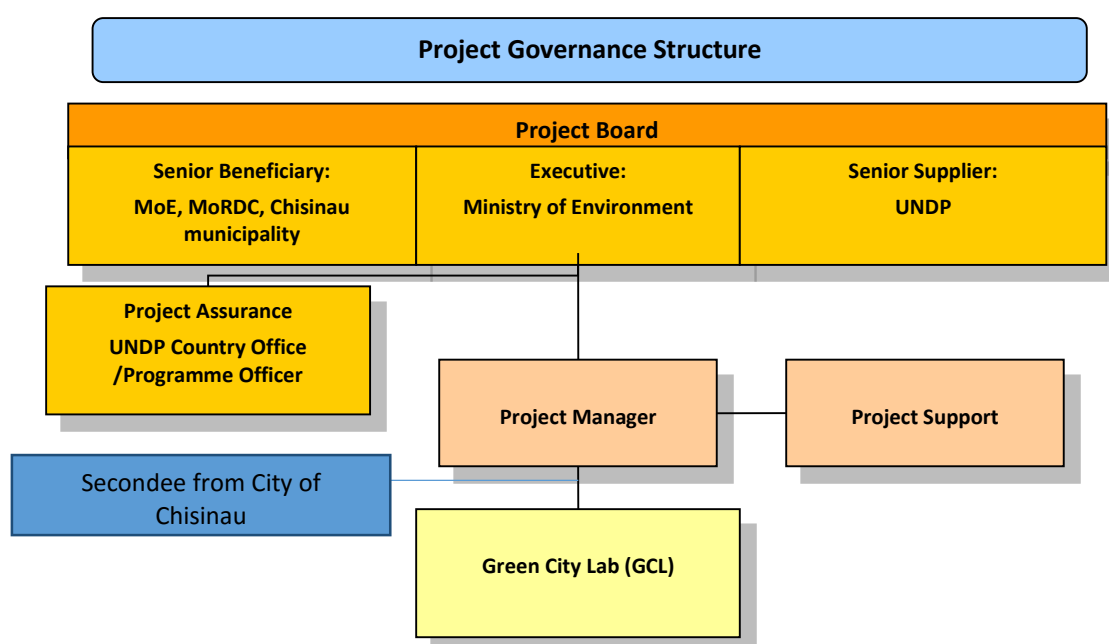 Project Governance Structure
Project Board
Senior Beneficiary:
MoE, MoRDC, Chisinau
municipality
Executive:
Ministry of Environment
Senior Supplier:
UNDP
Project Assurance
UNDP Country Office
/Programme Officer
Project Manager
Project Support
Secondee from City of
Chisinau
Green City Lab (GCL)